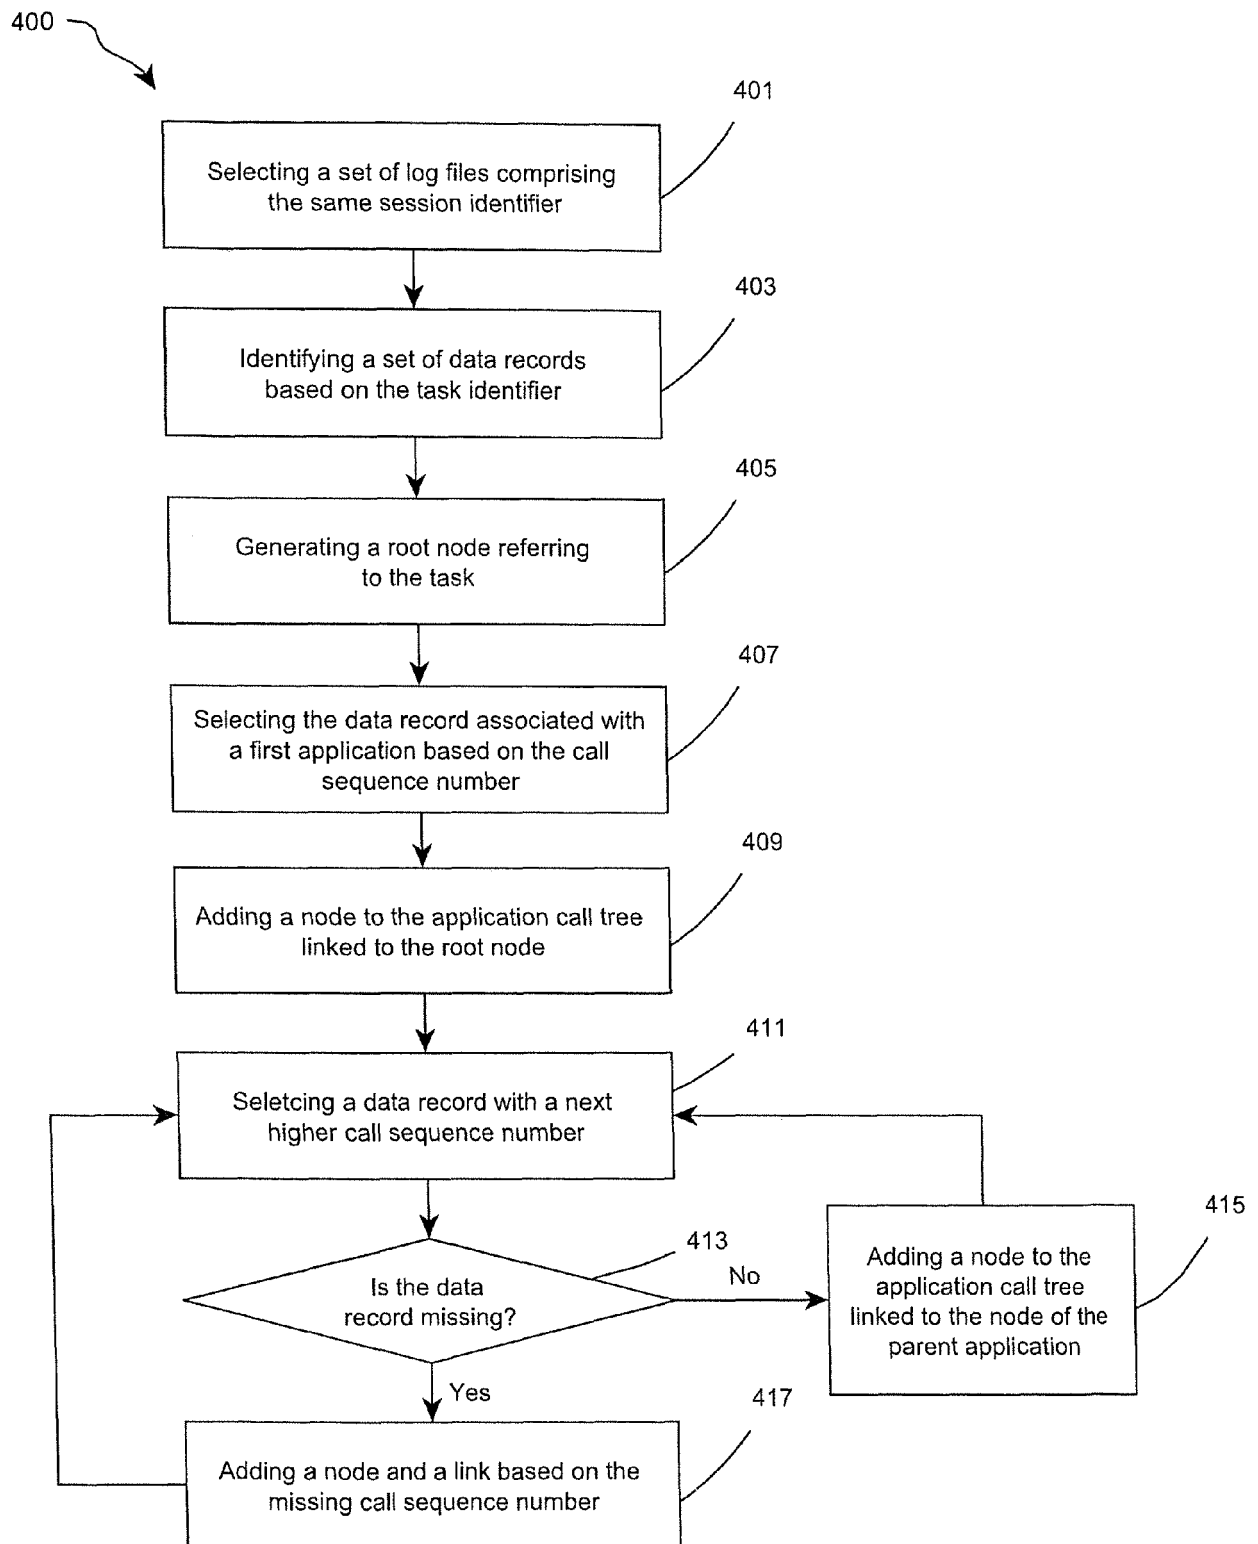 400
401
Selecting a set of log files comprising
the same session identifier
403
Identifying a set of data records
based on the task identifier
405
Generating a root node referring
to the task
407
Selecting the data record associated with
a first application based on the call
sequence number
409
Adding a node to the application call tree
linked to the root node
411
Seletcing a data record with a next
higher call sequence number
413
Is the data
record missing?
No
415
Adding a node to the
application call tree
linked to the node of the
parent application
Yes
417
Adding a node and a link based on the
missing call sequence number